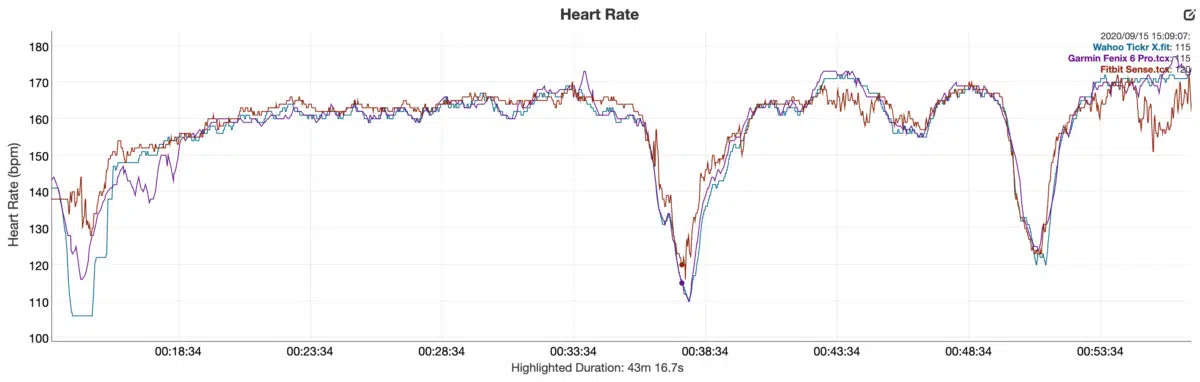 Heart Rate
2020/09/15 15:09:07:
Wahoo Tickr X.fit: 115
Garmin Fenix 6 Pro.tcx: 115
Fitbit Sense.tcx: 120
Heart Rate (bpm)
180
170
160
150
140
130
120
110
100
00:18:34 00:23:34 00:28:34 00:33:34 00:38:34 00:43:34 00:48:34 00:53:34
Highlighted Duration: 43m 16.7s